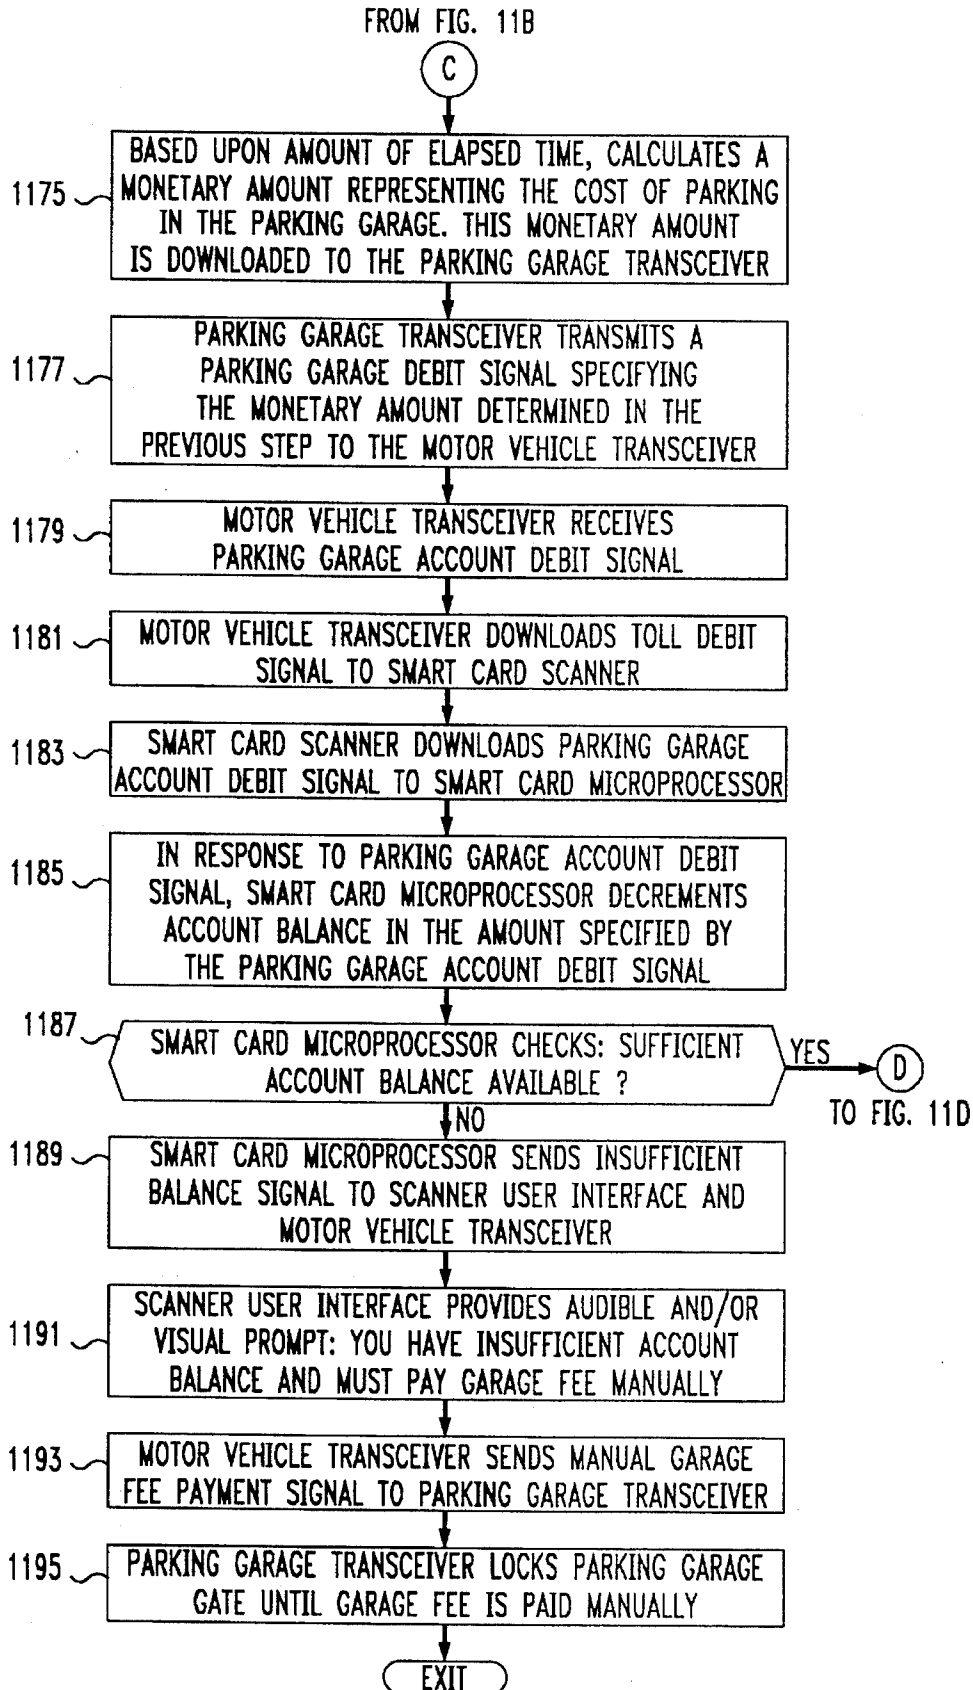 FROM FIG. 11B
C
1175
BASED UPON AMOUNT OF ELAPSED TIME, CALCULATES A
MONETARY AMOUNT REPRESENTING THE COST OF PARKING
IN THE PARKING GARAGE. THIS MONETARY AMOUNT
IS DOWNLOADED TO THE PARKING GARAGE TRANSCEIVER
1177
PARKING GARAGE TRANSCEIVER TRANSMITS A
PARKING GARAGE DEBIT SIGNAL SPECIFYING
THE MONETARY AMOUNT DETERMINED IN THE
PREVIOUS STEP TO THE MOTOR VEHICLE TRANSCEIVER
1179
MOTOR VEHICLE TRANSCEIVER RECEIVES
PARKING GARAGE ACCOUNT DEBIT SIGNAL
1181
MOTOR VEHICLE TRANSCEIVER DOWNLOADS TOLL DEBIT
SIGNAL TO SMART CARD SCANNER
1183
SMART CARD SCANNER DOWNLOADS PARKING GARAGE
ACCOUNT DEBIT SIGNAL TO SMART CARD MICROPROCESSOR
1185
IN RESPONSE TO PARKING GARAGE ACCOUNT DEBIT
SIGNAL, SMART CARD MICROPROCESSOR DECREMENTS
ACCOUNT BALANCE IN THE AMOUNT SPECIFIED BY
THE PARKING GARAGE ACCOUNT DEBIT SIGNAL
1187
SMART CARD MICROPROCESSOR CHECKS: SUFFICIENT
ACCOUNT BALANCE AVAILABLE ?
YES
D
TO FIG. 11D
NO
1189
SMART CARD MICROPROCESSOR SENDS INSUFFICIENT
BALANCE SIGNAL TO SCANNER USER INTERFACE AND
MOTOR VEHICLE TRANSCEIVER
1191
SCANNER USER INTERFACE PROVIDES AUDIBLE AND/OR
VISUAL PROMPT: YOU HAVE INSUFFICIENT ACCOUNT
BALANCE AND MUST PAY GARAGE FEE MANUALLY
1193
MOTOR VEHICLE TRANSCEIVER SENDS MANUAL GARAGE
FEE PAYMENT SIGNAL TO PARKING GARAGE TRANSCEIVER
1195
PARKING GARAGE TRANSCEIVER LOCKS PARKING GARAGE
GATE UNTIL GARAGE FEE IS PAID MANUALLY
EXIT